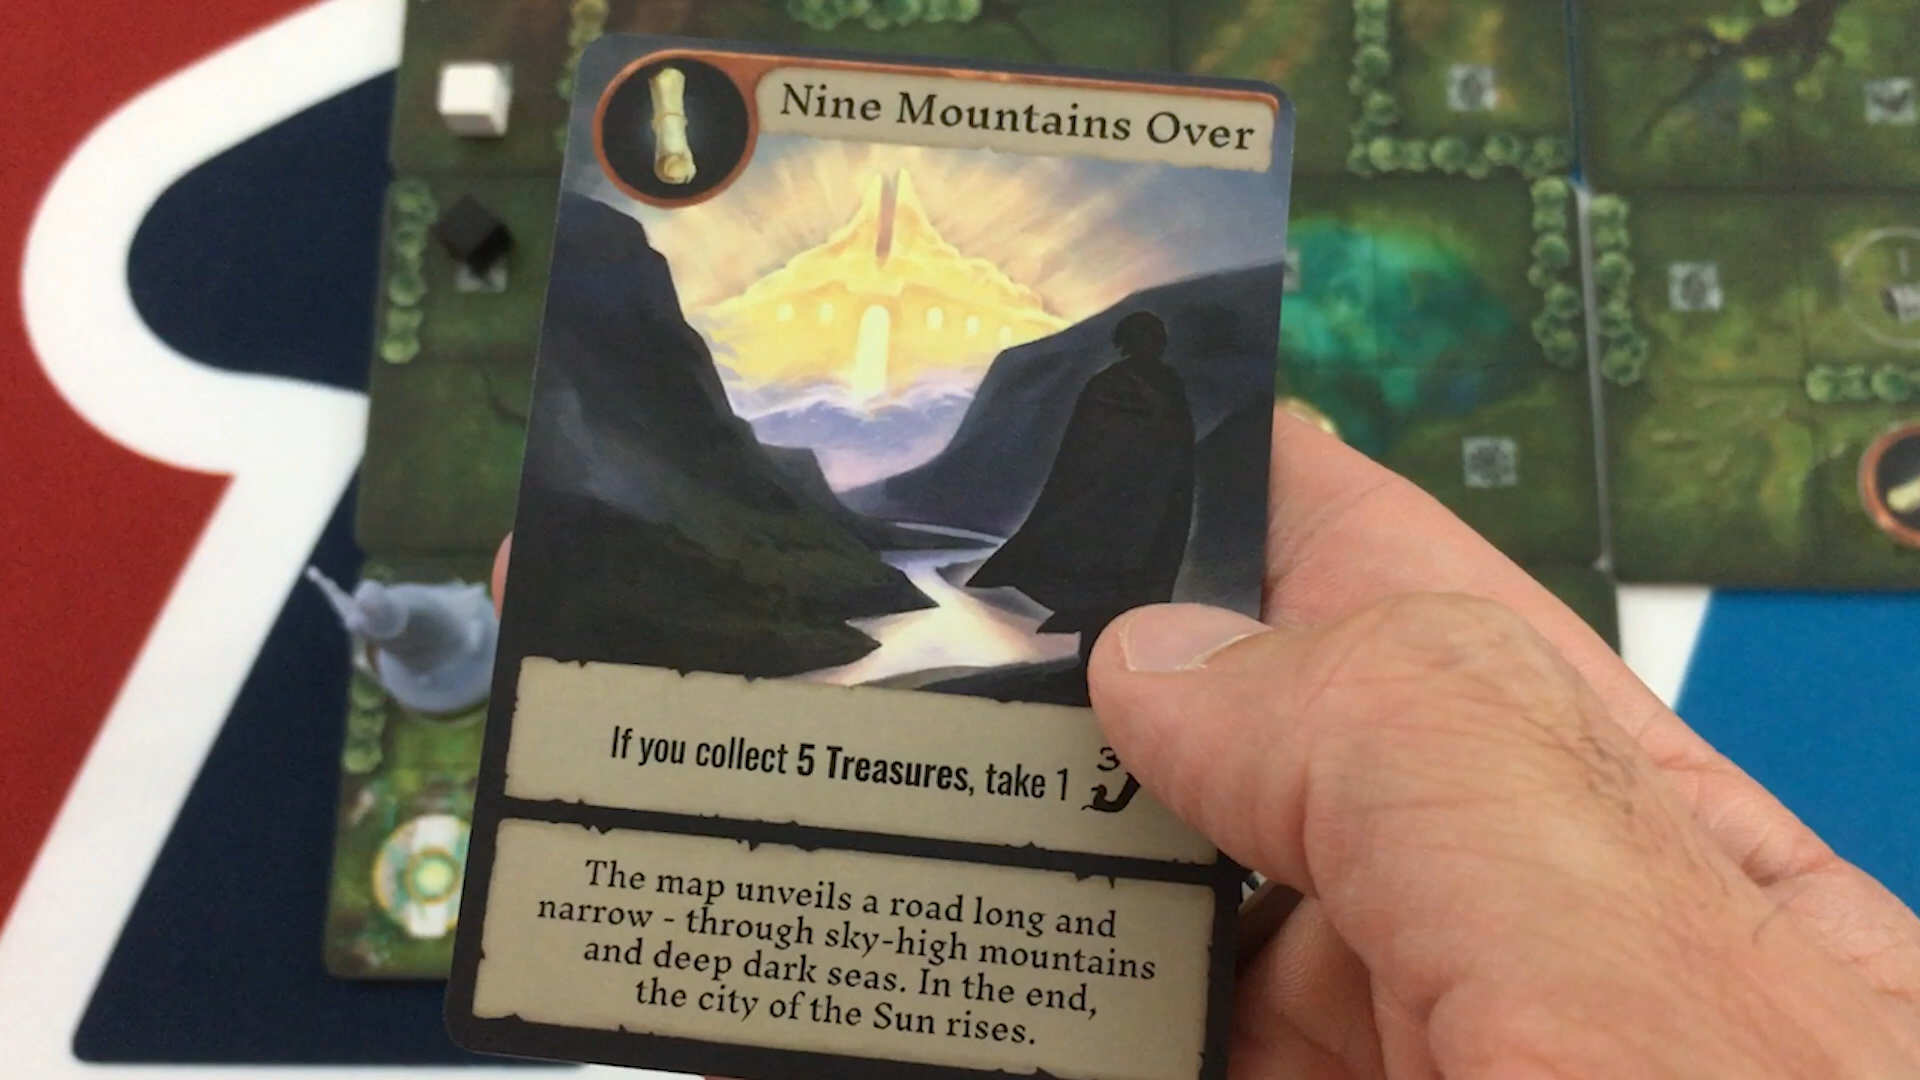 Nine Mountains Over
If you collect 5 Treasures, take 1 3
The map unveils a road long and
narrow - through sky-high mountains
and deep dark seas. In the end,
the city of the Sun rises.